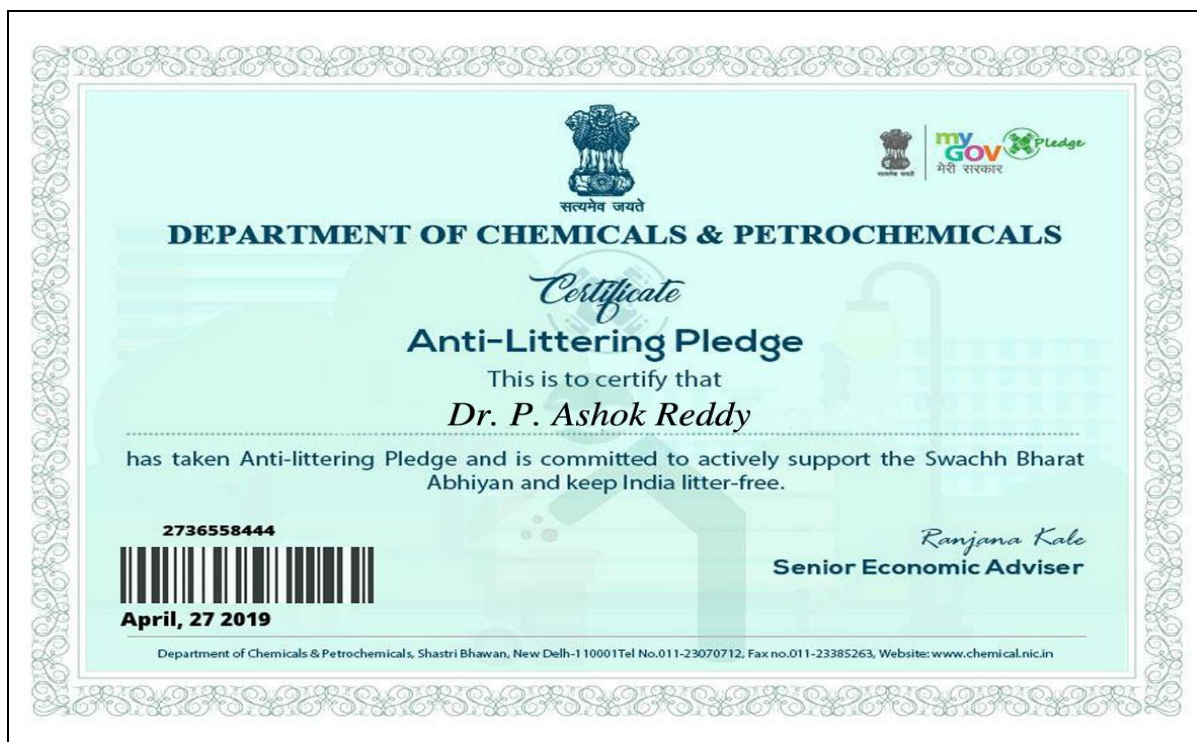 सत्यमेव जयते
सत्यमेव जयते
my
GOV
मेरी सरकार
Pledge
DEPARTMENT OF CHEMICALS & PETROCHEMICALS
Certificate
Anti-Littering Pledge
This is to certify that
Dr. P. Ashok Reddy
has taken Anti-littering Pledge and is committed to actively support the Swachh Bharat
Abhiyan and keep India litter-free.
2736558444
April, 27 2019
Ranjana Kale
Senior Economic Adviser
Department of Chemicals & Petrochemicals, Shastri Bhawan, New Delh-110001Tel No.011-23070712, Fax no.011-23385263, Website: www.chemical.nic.in